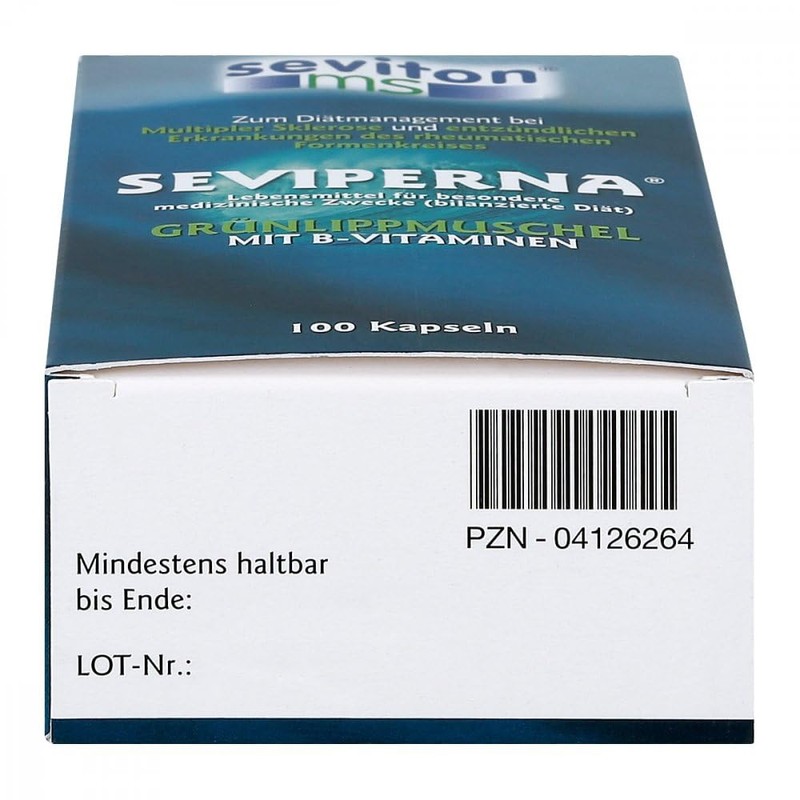 seviton
ms
Zum Diätmanagement bei
Multipler Sklerose und entzündlichen
Erkrankungen des rheumatischen
Formenkreises
SEVIPERNA®
Lebensmittel für besondere
medizinische Zwecke (bilanzierte Diät)
GRÜNLIPPMUSCHEL
MIT B-VITAMINEN
100 Kapseln
PZN - 04126264
Mindestens haltbar
bis Ende:
LOT-Nr.: